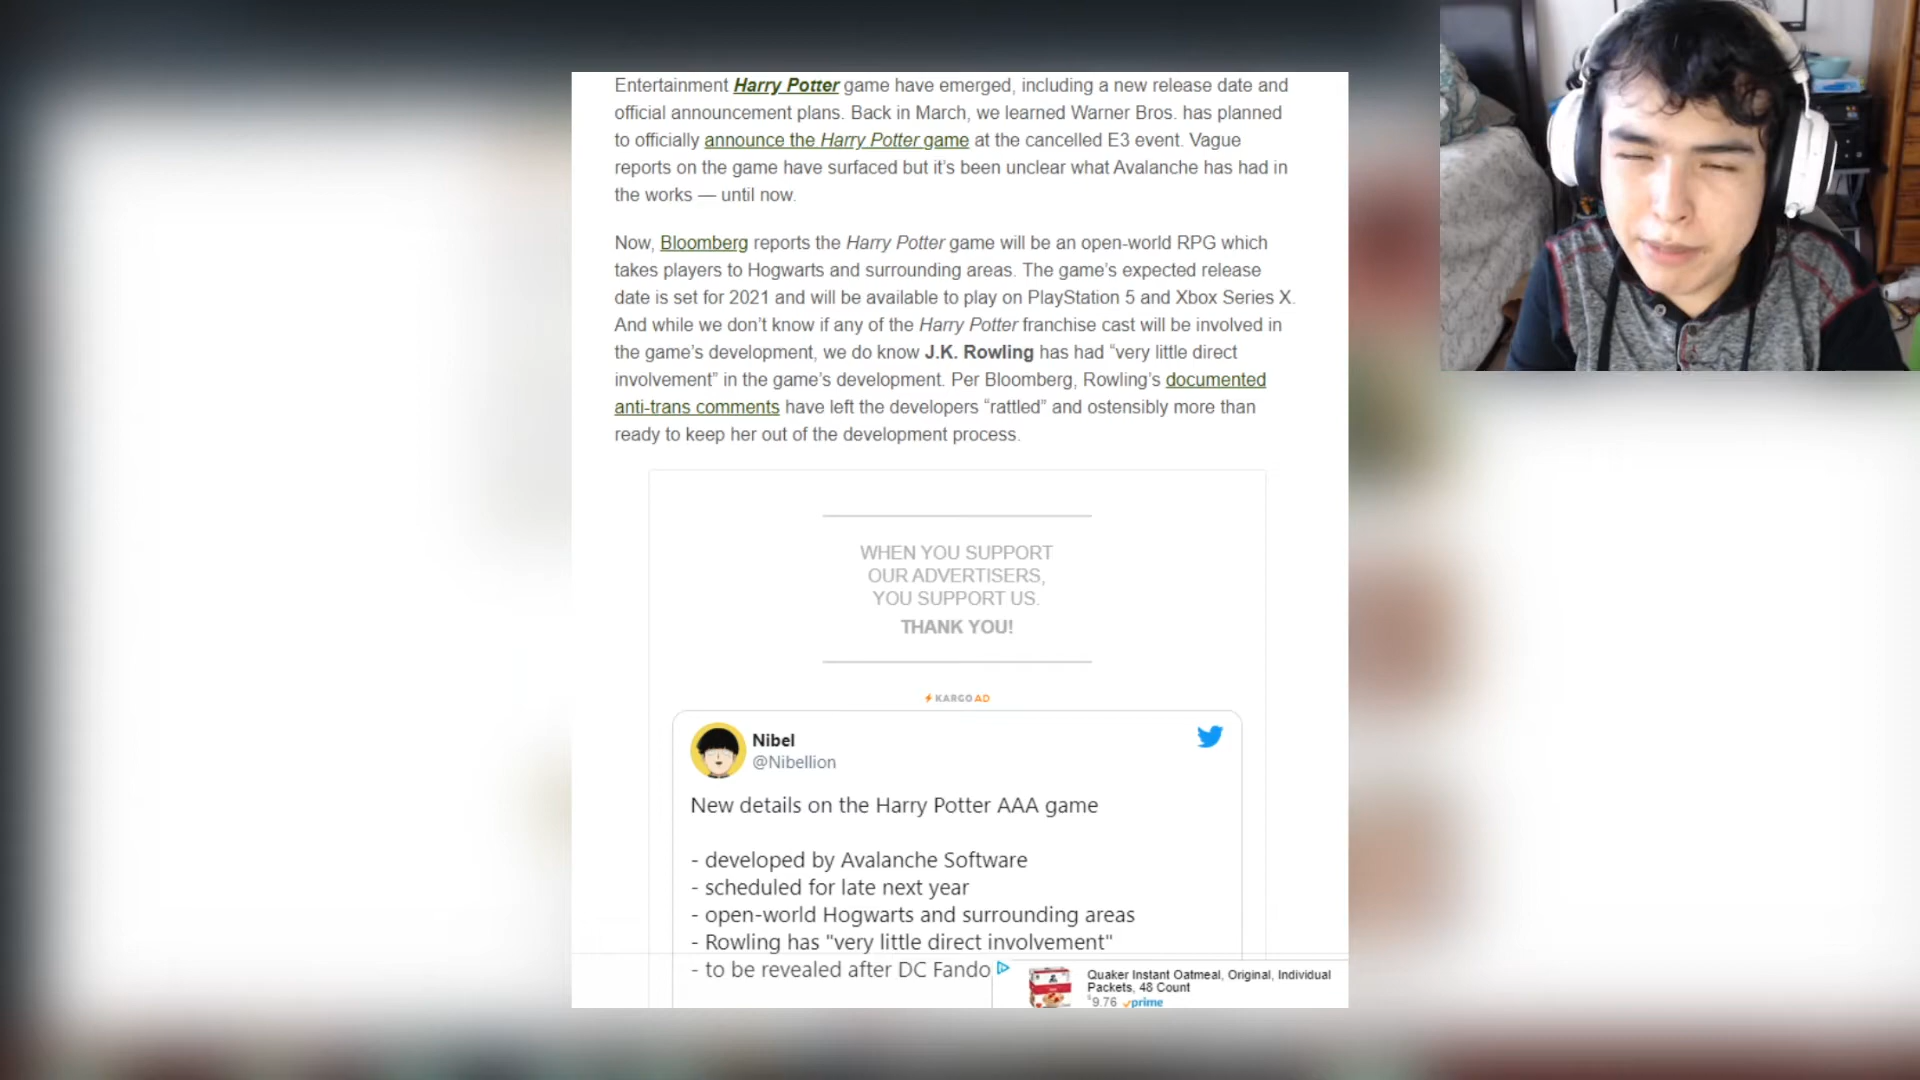 Entertainment Harry Potter game have emerged, including a new release date and
official announcement plans. Back in March, we learned Warner Bros. has planned
to officially announce the Harry Potter game at the cancelled E3 event. Vague
reports on the game have surfaced but it’s been unclear what Avalanche has had in
the works — until now.
Now, Bloomberg reports the Harry Potter game will be an open-world RPG which
takes players to Hogwarts and surrounding areas. The game’s expected release
date is set for 2021 and will be available to play on PlayStation 5 and Xbox Series X.
And while we don’t know if any of the Harry Potter franchise cast will be involved in
the game’s development, we do know J.K. Rowling has had “very little direct
involvement” in the game’s development. Per Bloomberg, Rowling’s documented
anti-trans comments have left the developers “rattled” and ostensibly more than
ready to keep her out of the development process.
WHEN YOU SUPPORT
OUR ADVERTISERS,
YOU SUPPORT US.
THANK YOU!
KARGO AD
Nibel
@Nibellion
New details on the Harry Potter AAA game
- developed by Avalanche Software
- scheduled for late next year
- open-world Hogwarts and surrounding areas
- Rowling has "very little direct involvement"
- to be revealed after DC Fando
Quaker Instant Oatmeal, Original, Individual
Packets, 48 Count
$9.76 prime